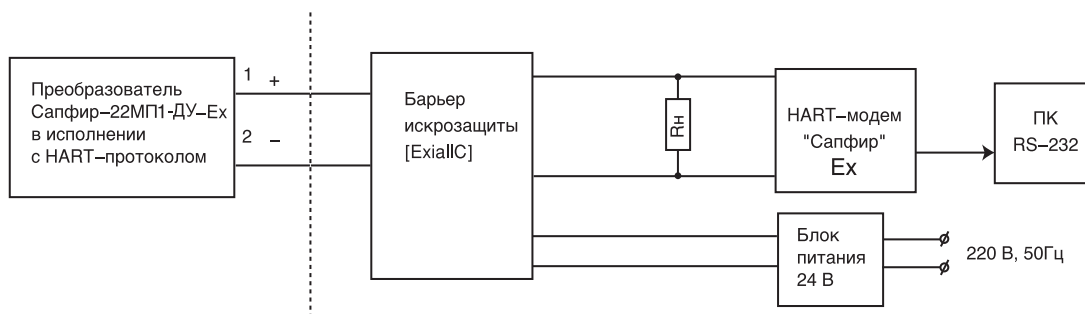 Преобразователь
Сапфир-22МП1-ДУ-Ex
в исполнении
с HART-протоколом
1 +
2 -
Барьер
искрозащиты
[ExiaIIC]
Rн
HART-модем
"Сапфир"
Ex
ПК
RS-232
Блок
питания
24 В
220 В, 50Гц